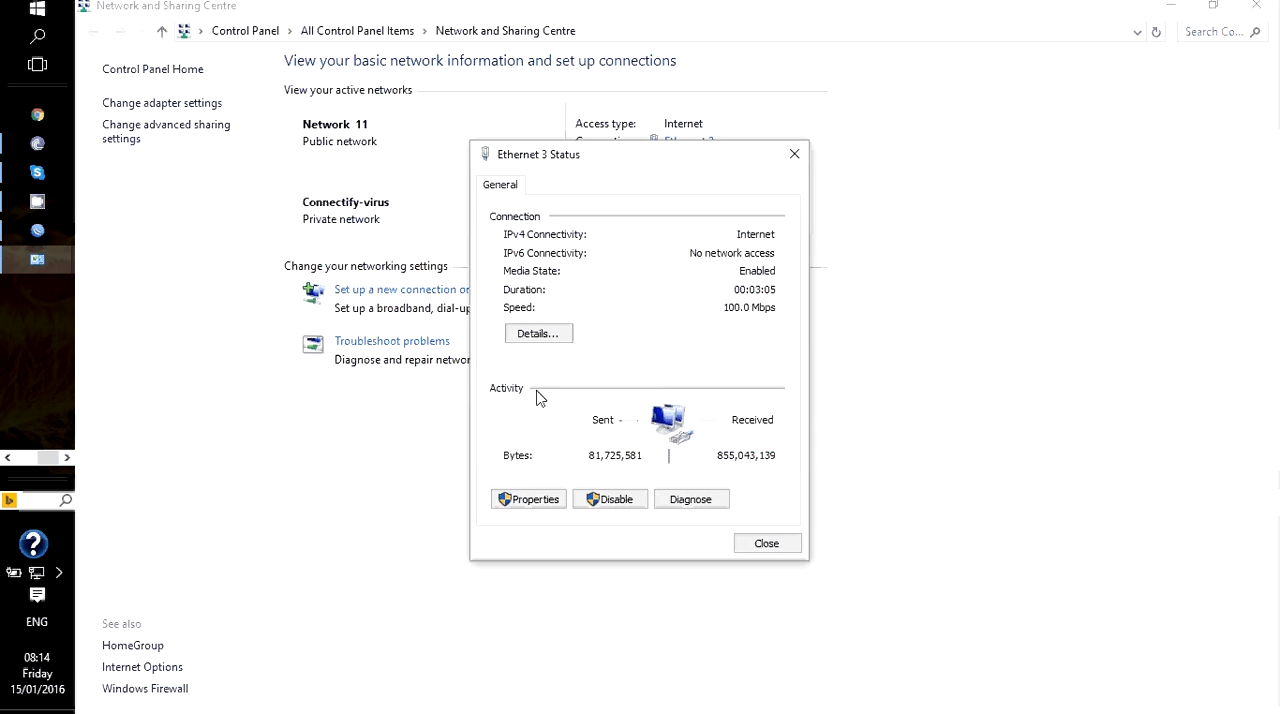 Network and Sharing Centre
Control Panel > All Control Panel Items > Network and Sharing Centre
Search Co...
Control Panel Home
Change adapter settings
Change advanced sharing
settings
View your basic network information and set up connections
View your active networks
Network 11
Public network
Access type: Internet
Connectify-virus
Private network
Change your networking settings
Set up a new connection or
Set up a broadband, dial-up
Troubleshoot problems
Diagnose and repair networ
Ethernet 3 Status
General
Connection
IPv4 Connectivity: Internet
IPv6 Connectivity: No network access
Media State: Enabled
Duration: 00:03:05
Speed: 100.0 Mbps
Details...
Activity
Sent Received
Bytes: 81,725,581 855,043,139
Properties Disable Diagnose
Close
See also
HomeGroup
Internet Options
Windows Firewall
ENG
08:14
Friday
15/01/2016